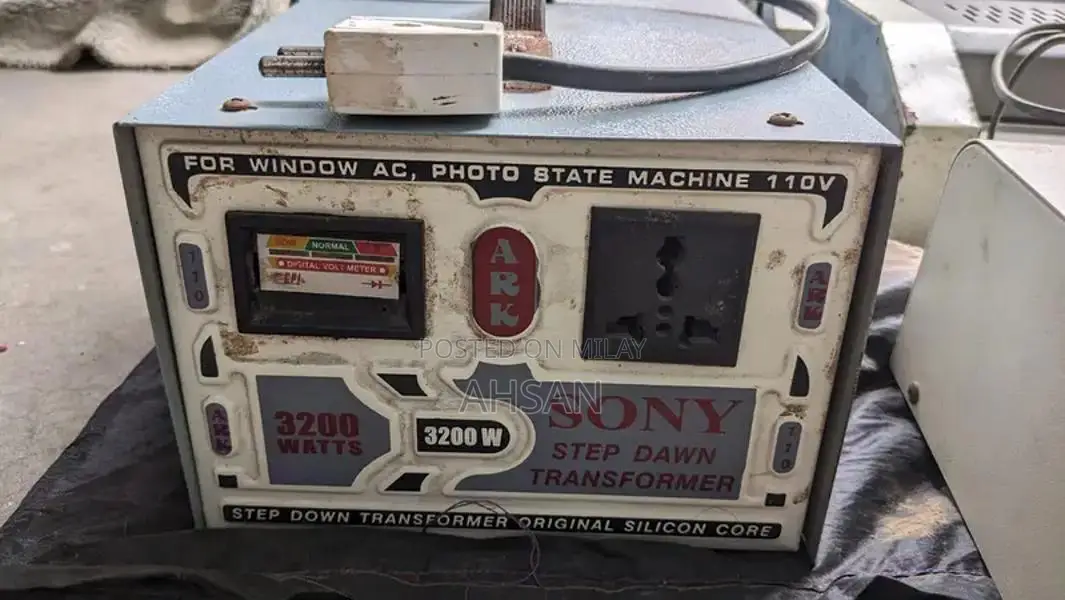 FOR WINDOW AC, PHOTO STATE MACHINE 110V
NORMAL
DIGITAL VOLT METER
110
ARK
ARK
POSTED ON MILAY
AHSAN
ARK
3200
WATTS
3200 W
SONY
STEP DAWN
TRANSFORMER
110
STEP DOWN TRANSFORMER ORIGINAL SILICON CORE